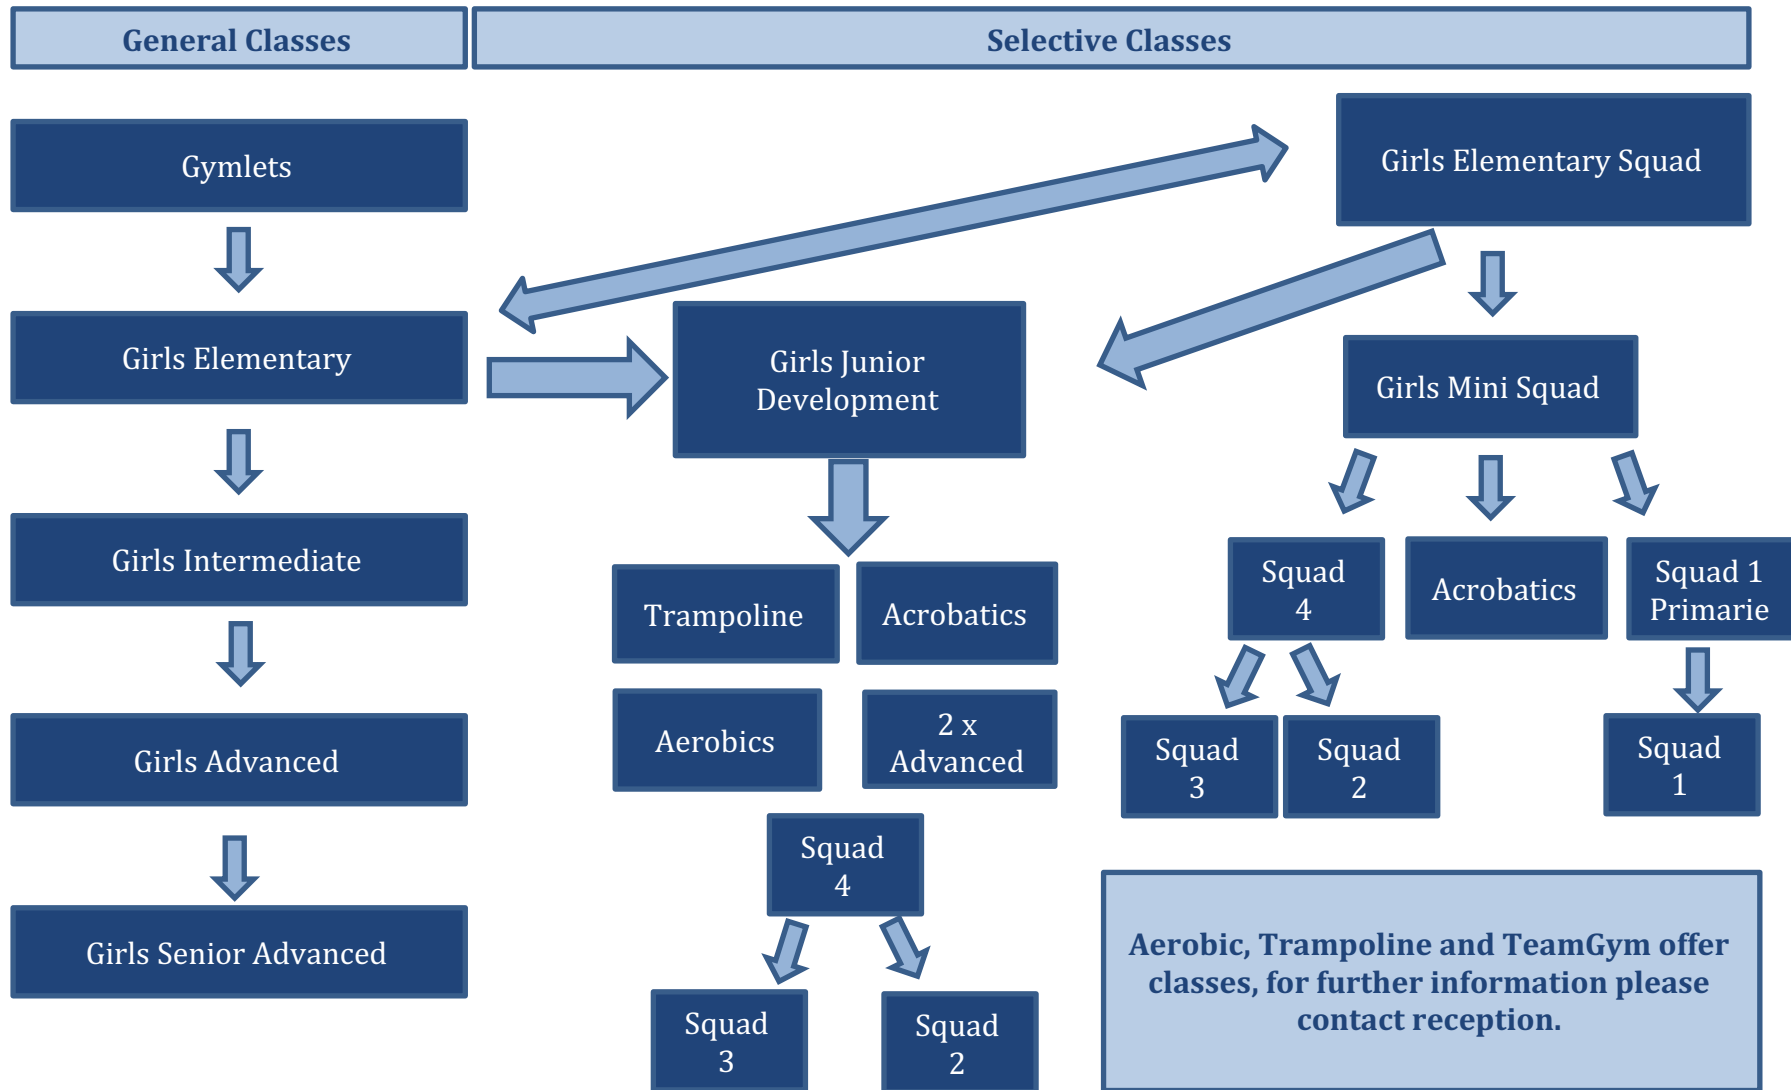 General Classes
Selective Classes
Gymlets
Girls Elementary
Girls Intermediate
Girls Advanced
Girls Senior Advanced
Girls Junior
Development
Trampoline
Acrobatics
Aerobics
2 x
Advanced
Squad
4
Squad
3
Squad
2
Girls Elementary Squad
Girls Mini Squad
Squad
4
Acrobatics
Squad 1
Primarie
Squad
3
Squad
2
Squad
1
Aerobic, Trampoline and TeamGym offer
classes, for further information please
contact reception.